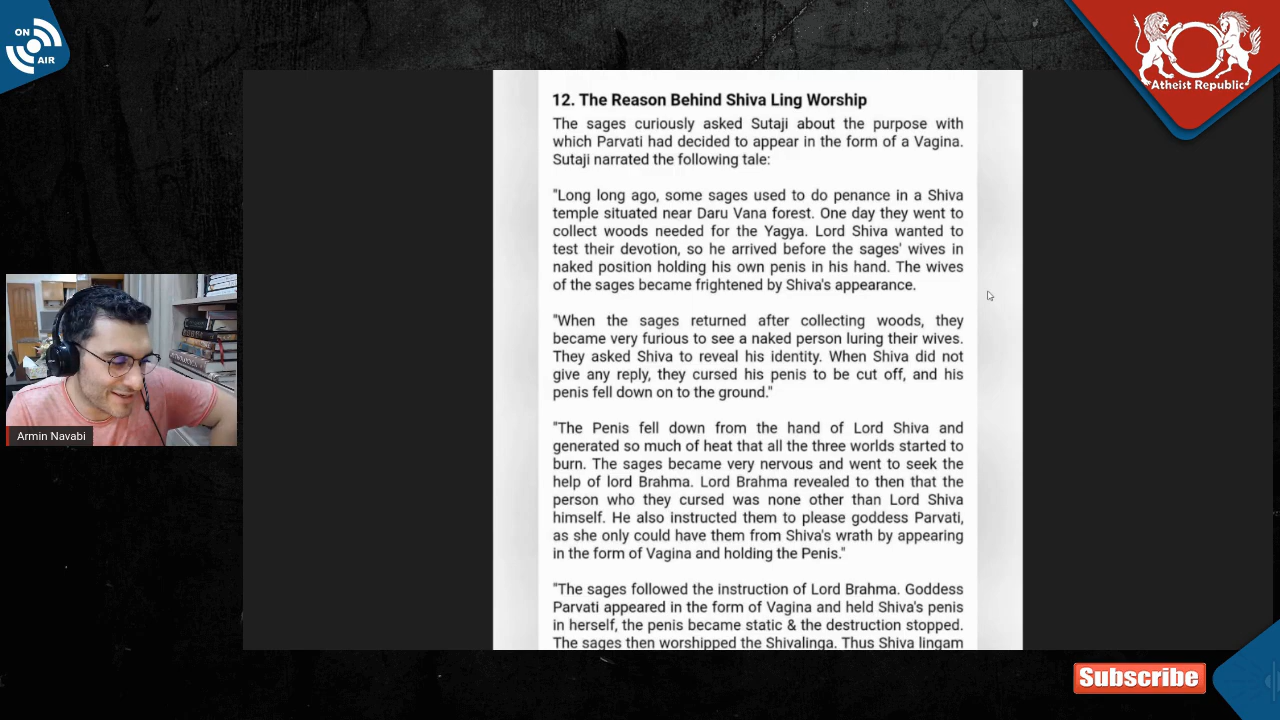 ON
AIR
Atheist Republic
12. The Reason Behind Shiva Ling Worship
The sages curiously asked Sutaji about the purpose with
which Parvati had decided to appear in the form of a Vagina.
Sutaji narrated the following tale:
"Long long ago, some sages used to do penance in a Shiva
temple situated near Daru Vana forest. One day they went to
collect woods needed for the Yagya. Lord Shiva wanted to
test their devotion, so he arrived before the sages' wives in
naked position holding his own penis in his hand. The wives
of the sages became frightened by Shiva's appearance.
"When the sages returned after collecting woods, they
became very furious to see a naked person luring their wives.
They asked Shiva to reveal his identity. When Shiva did not
give any reply, they cursed his penis to be cut off, and his
penis fell down on to the ground."
"The Penis fell down from the hand of Lord Shiva and
generated so much of heat that all the three worlds started to
burn. The sages became very nervous and went to seek the
help of lord Brahma. Lord Brahma revealed to then that the
person who they cursed was none other than Lord Shiva
himself. He also instructed them to please goddess Parvati,
as she only could have them from Shiva's wrath by appearing
in the form of Vagina and holding the Penis."
"The sages followed the instruction of Lord Brahma. Goddess
Parvati appeared in the form of Vagina and held Shiva's penis
in herself, the penis became static & the destruction stopped.
The sages then worshipped the Shivalinga. Thus Shiva lingam
Armin Navabi
Subscribe